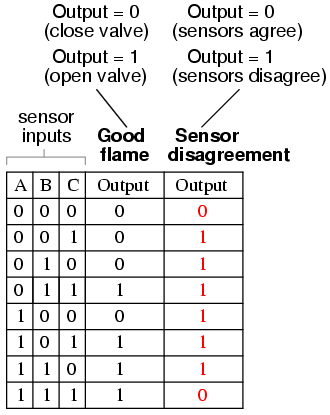 Output = 0 Output = 0
(close valve) (sensors agree)
Output = 1 Output = 1
(open valve) (sensors disagree)
sensor
inputs
Good Sensor
flame disagreement
A B C Output Output
0 0 0 0 0
0 0 1 0 1
0 1 0 0 1
0 1 1 1 1
1 0 0 0 1
1 0 1 1 1
1 1 0 1 1
1 1 1 1 0